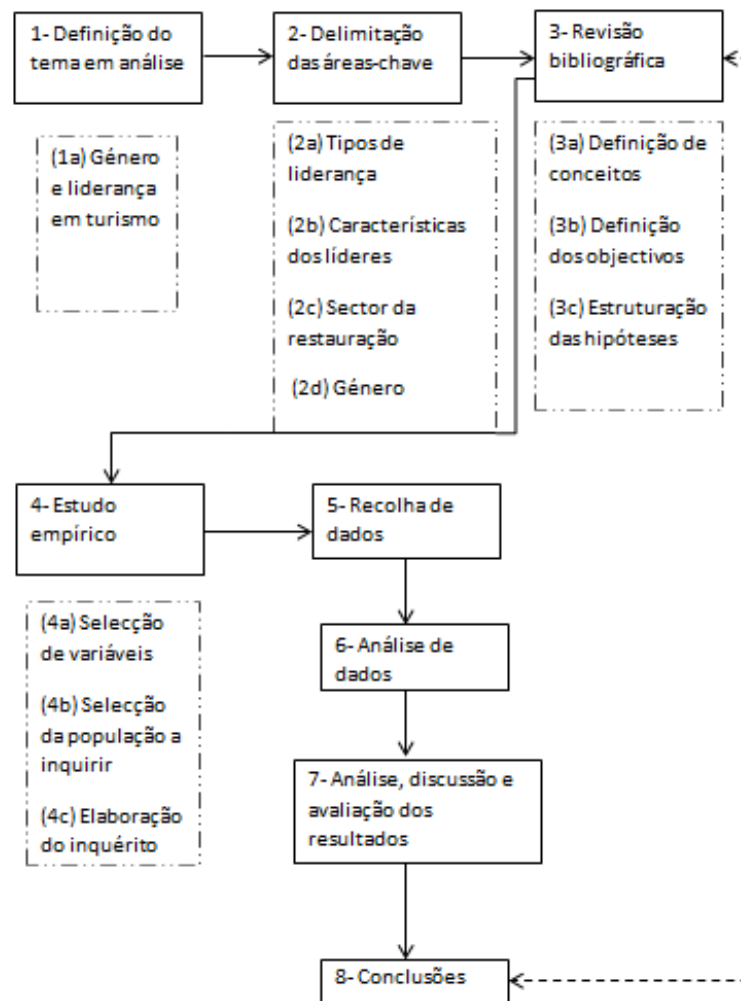 1- Definição do
tema em análise
2- Delimitação
das áreas-chave
3- Revisão
bibliográfica
(1a) Género
e liderança
em turismo
(2a) Tipos de
liderança
(2b) Características
dos líderes
(2c) Sector da
restauração
(2d) Género
(3a) Definição de
conceitos
(3b) Definição
dos objectivos
(3c) Estruturação
das hipóteses
4- Estudo
empírico
5- Recolha de
dados
(4a) Selecção
de variáveis
(4b) Selecção
da população a
inquirir
(4c) Elaboração
do inquérito
6- Análise de
dados
7- Análise, discussão e
avaliação dos
resultados
8- Conclusões